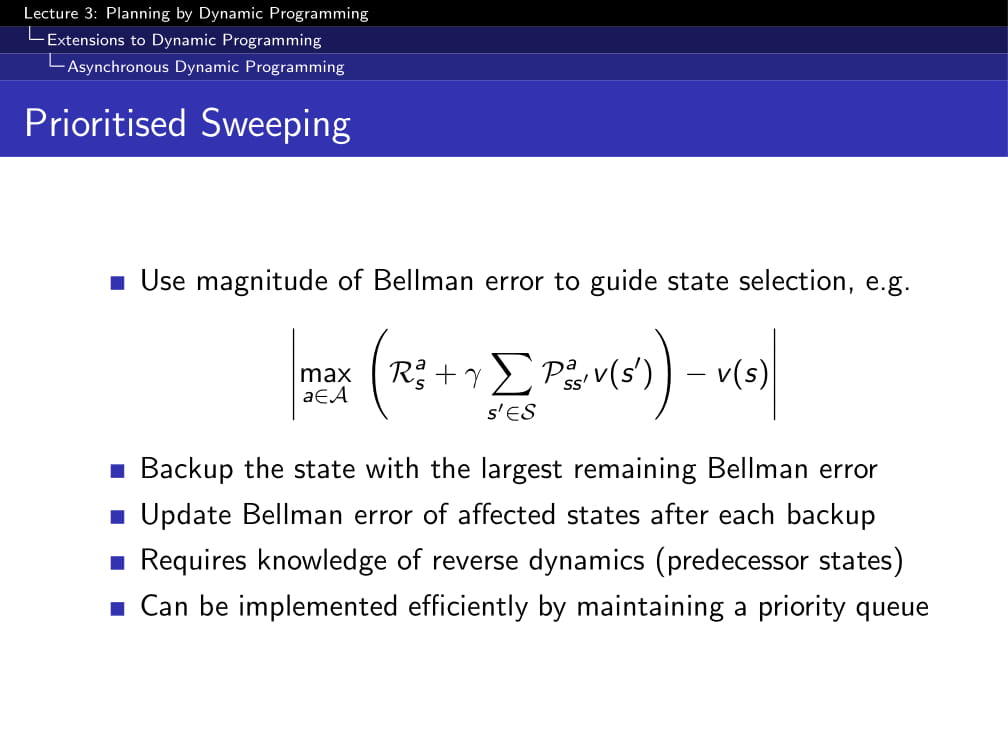 Lecture 3: Planning by Dynamic Programming
Extensions to Dynamic Programming
Asynchronous Dynamic Programming
Prioritised Sweeping
Use magnitude of Bellman error to guide state selection, e.g.
$$\left| \max_{a \in \mathcal{A}} \left( \mathcal{R}_s^a + \gamma \sum_{s' \in \mathcal{S}} \mathcal{P}_{ss'}^a v(s') \right) - v(s) \right|$$
Backup the state with the largest remaining Bellman error
Update Bellman error of affected states after each backup
Requires knowledge of reverse dynamics (predecessor states)
Can be implemented efficiently by maintaining a priority queue